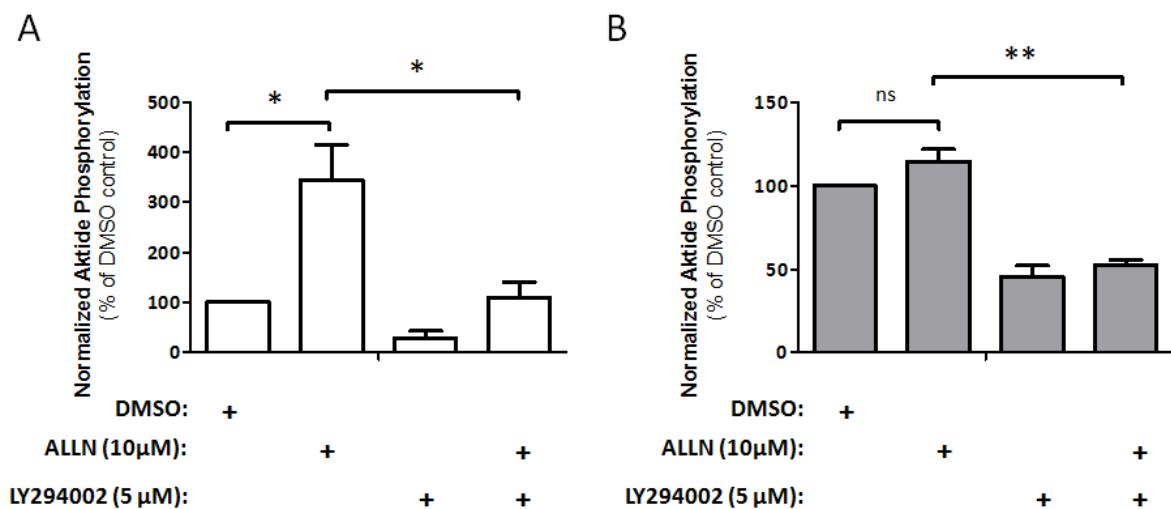 A
Normalized Aktide Phosphorylation
(% of DMSO control)
500
400
300
200
100
0
*
*
DMSO: +
ALLN (10µM): + +
LY294002 (5 µM): + +
B
Normalized Aktide Phosphorylation
(% of DMSO control)
150
100
50
0
ns
**
DMSO: +
ALLN (10µM): + +
LY294002 (5 µM): + +